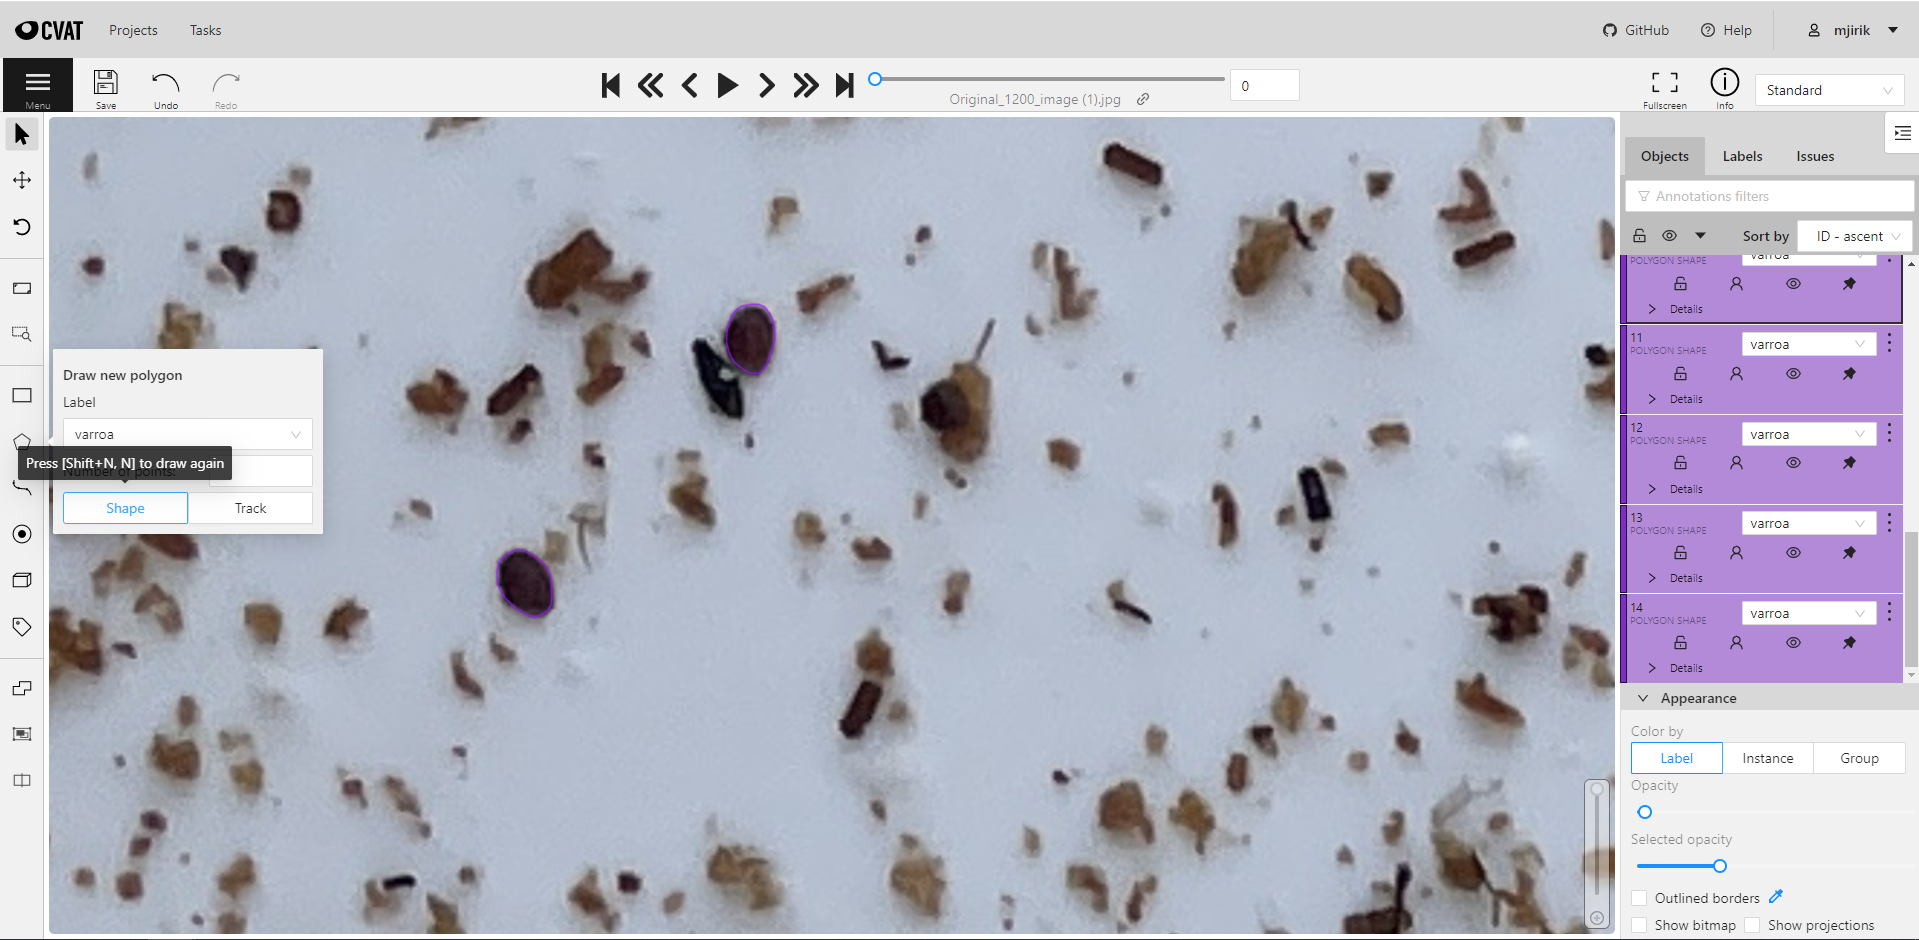 CVAT
Projects
Tasks
GitHub
Help
mjirik
Menu
Save
Undo
Redo
Original_1200_image (1).jpg
0
Fullscreen
Info
Standard
Objects
Labels
Issues
Annotations filters
Sort by
ID - ascent
POLYGON SHAPE
varroa
Details
11
POLYGON SHAPE
varroa
Details
12
POLYGON SHAPE
varroa
Details
13
POLYGON SHAPE
varroa
Details
14
POLYGON SHAPE
varroa
Details
Draw new polygon
Label
varroa
Press [Shift+N, N] to draw again
Number of points:
Shape
Track
Appearance
Color by
Label
Instance
Group
Opacity
Selected opacity
Outlined borders
Show bitmap
Show projections